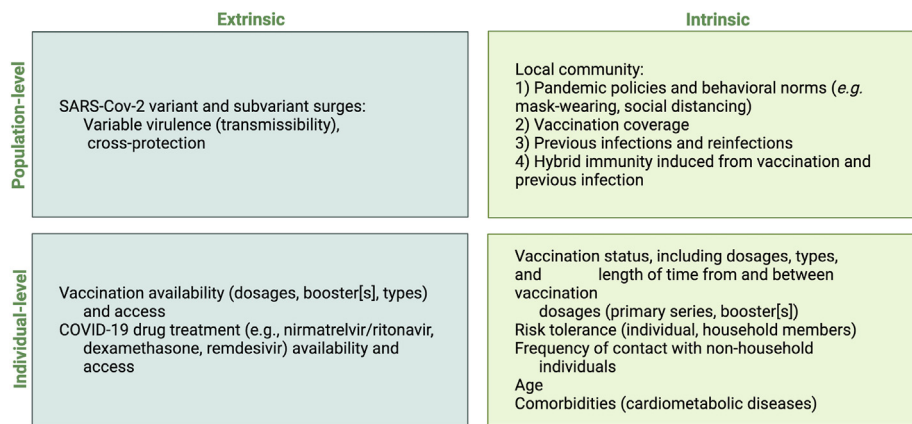 Extrinsic
Intrinsic
Population-level
SARS-Cov-2 variant and subvariant surges:
Variable virulence (transmissibility),
cross-protection
Local community:
1) Pandemic policies and behavioral norms (e.g.
mask-wearing, social distancing)
2) Vaccination coverage
3) Previous infections and reinfections
4) Hybrid immunity induced from vaccination and
previous infection
Individual-level
Vaccination availability (dosages, booster[s], types)
and access
COVID-19 drug treatment (e.g., nirmatrelvir/ritonavir,
dexamethasone, remdesivir) availability and
access
Vaccination status, including dosages, types,
and length of time from and between
vaccination
dosages (primary series, booster[s])
Risk tolerance (individual, household members)
Frequency of contact with non-household
individuals
Age
Comorbidities (cardiometabolic diseases)